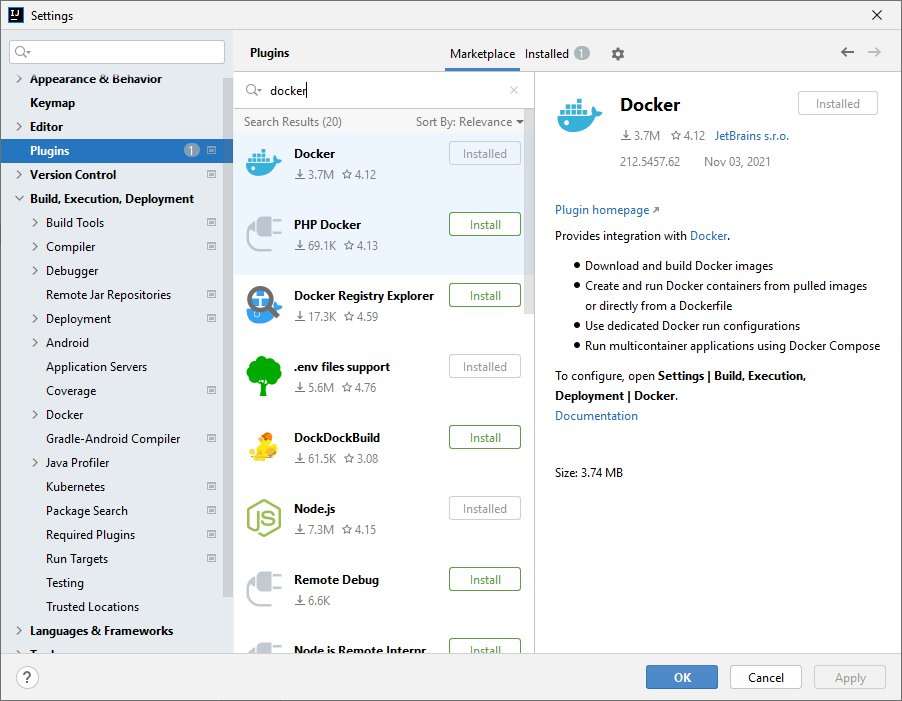 IJ Settings
Appearance & Behavior
Keymap
Editor
Plugins 1
Version Control
Build, Execution, Deployment
Build Tools
Compiler
Debugger
Remote Jar Repositories
Deployment
Android
Application Servers
Coverage
Docker
Gradle-Android Compiler
Java Profiler
Kubernetes
Package Search
Required Plugins
Run Targets
Testing
Trusted Locations
Languages & Frameworks
Plugins Marketplace Installed 1
docker
Search Results (20) Sort By: Relevance
Docker Installed
3.7M 4.12
PHP Docker Install
69.1K 4.13
Docker Registry Explorer Install
17.3K 4.59
.env files support Installed
5.6M 4.76
DockDockBuild Install
61.5K 3.08
JS Node.js Installed
7.3M 4.15
Remote Debug Install
6.6K
Node.js Remote Interpr Install
Docker Installed
3.7M 4.12 JetBrains s.r.o.
212.5457.62 Nov 03, 2021
Plugin homepage
Provides integration with Docker.
Download and build Docker images
Create and run Docker containers from pulled images
or directly from a Dockerfile
Use dedicated Docker run configurations
Run multicontainer applications using Docker Compose
To configure, open Settings | Build, Execution,
Deployment | Docker.
Documentation
Size: 3.74 MB
? OK Cancel Apply